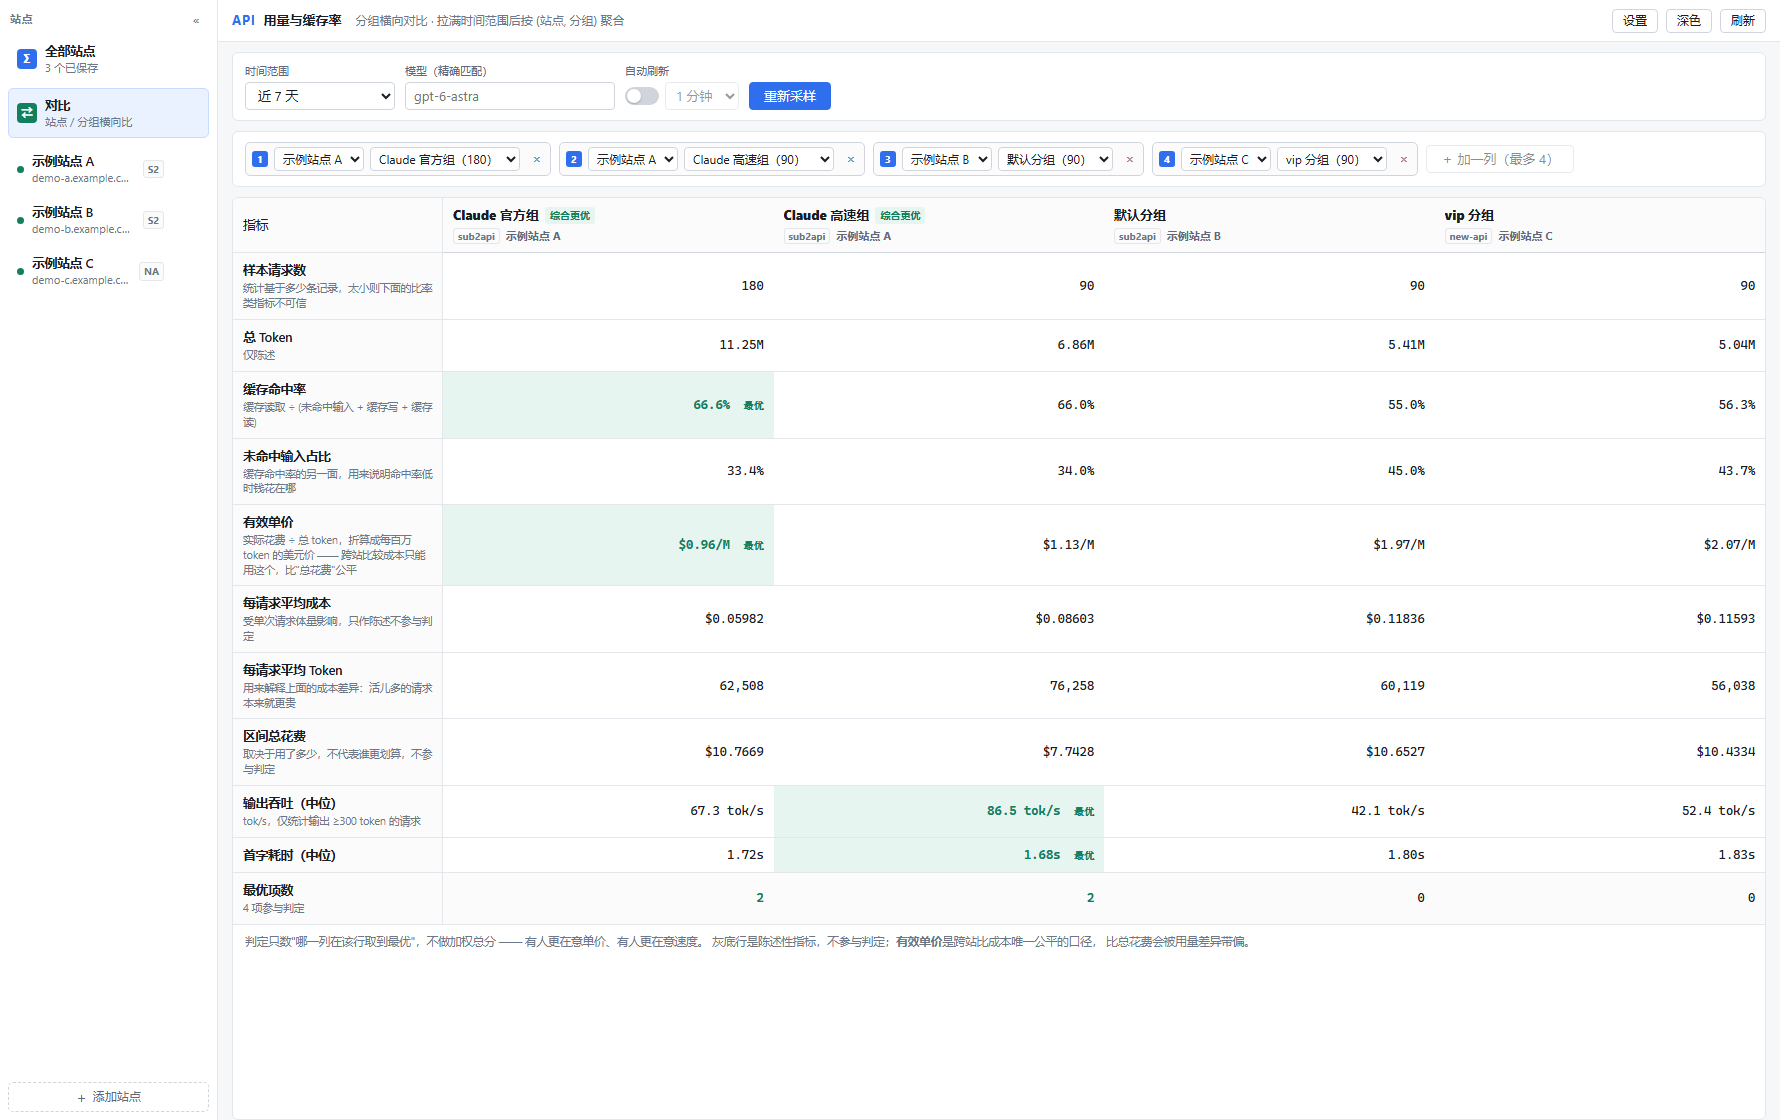 站点 «
Σ 全部站点
3 个已保存
对比
站点 / 分组横向比
示例站点 A
demo-a.example.c... S2
示例站点 B
demo-b.example.c... S2
示例站点 C
demo-c.example.c... NA
+ 添加站点
API 用量与缓存率 分组横向对比 · 拉满时间范围后按 (站点, 分组) 聚合 设置 深色 刷新
时间范围 模型（精确匹配） 自动刷新
近 7 天 gpt-6-astra 1 分钟 重新采样
1 示例站点 A Claude 官方组（180） × 2 示例站点 A Claude 高速组（90） × 3 示例站点 B 默认分组（90） × 4 示例站点 C vip 分组（90） × + 加一列（最多 4）
指标
Claude 官方组 综合更优
sub2api 示例站点 A
Claude 高速组 综合更优
sub2api 示例站点 A
默认分组
sub2api 示例站点 B
vip 分组
new-api 示例站点 C
样本请求数
统计基于多少条记录，太小则下面的比率
类指标不可信
180 90 90 90
总 Token
仅陈述
11.25M 6.86M 5.41M 5.04M
缓存命中率
缓存读取 ÷ (未命中输入 + 缓存写 + 缓存
读)
66.6% 最优 66.0% 55.0% 56.3%
未命中输入占比
缓存命中率的另一面，用来说明命中率低
时钱花在哪
33.4% 34.0% 45.0% 43.7%
有效单价
实际花费 ÷ 总 token，折算成每百万
token 的美元价 —— 跨站比较成本只能
用这个，比"总花费"公平
$0.96/M 最优 $1.13/M $1.97/M $2.07/M
每请求平均成本
受单次请求体量影响，只作陈述不参与判
定
$0.05982 $0.08603 $0.11836 $0.11593
每请求平均 Token
用来解释上面的成本差异：活儿多的请求
本来就更贵
62,508 76,258 60,119 56,038
区间总花费
取决于用了多少，不代表谁更划算，不参
与判定
$10.7669 $7.7428 $10.6527 $10.4334
输出吞吐（中位）
tok/s，仅统计输出 ≥300 token 的请求
67.3 tok/s 86.5 tok/s 最优 42.1 tok/s 52.4 tok/s
首字耗时（中位）
1.72s 1.68s 最优 1.80s 1.83s
最优项数
4 项参与判定
2 2 0 0
判定只数"哪一列在该行取到最优"，不做加权总分 —— 有人更在意单价、有人更在意速度。 灰底行是陈述性指标，不参与判定；有效单价是跨站比成本唯一公平的口径， 比总花费会被用量差异带偏。